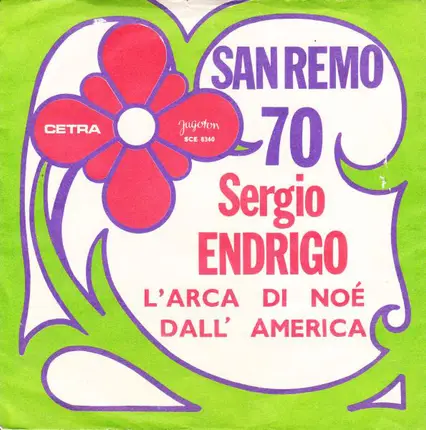 SAN REMO
70
CETRA
Jugoton
SCE 8340
Sergio
ENDRIGO
L'ARCA DI NOÉ
DALL' AMERICA